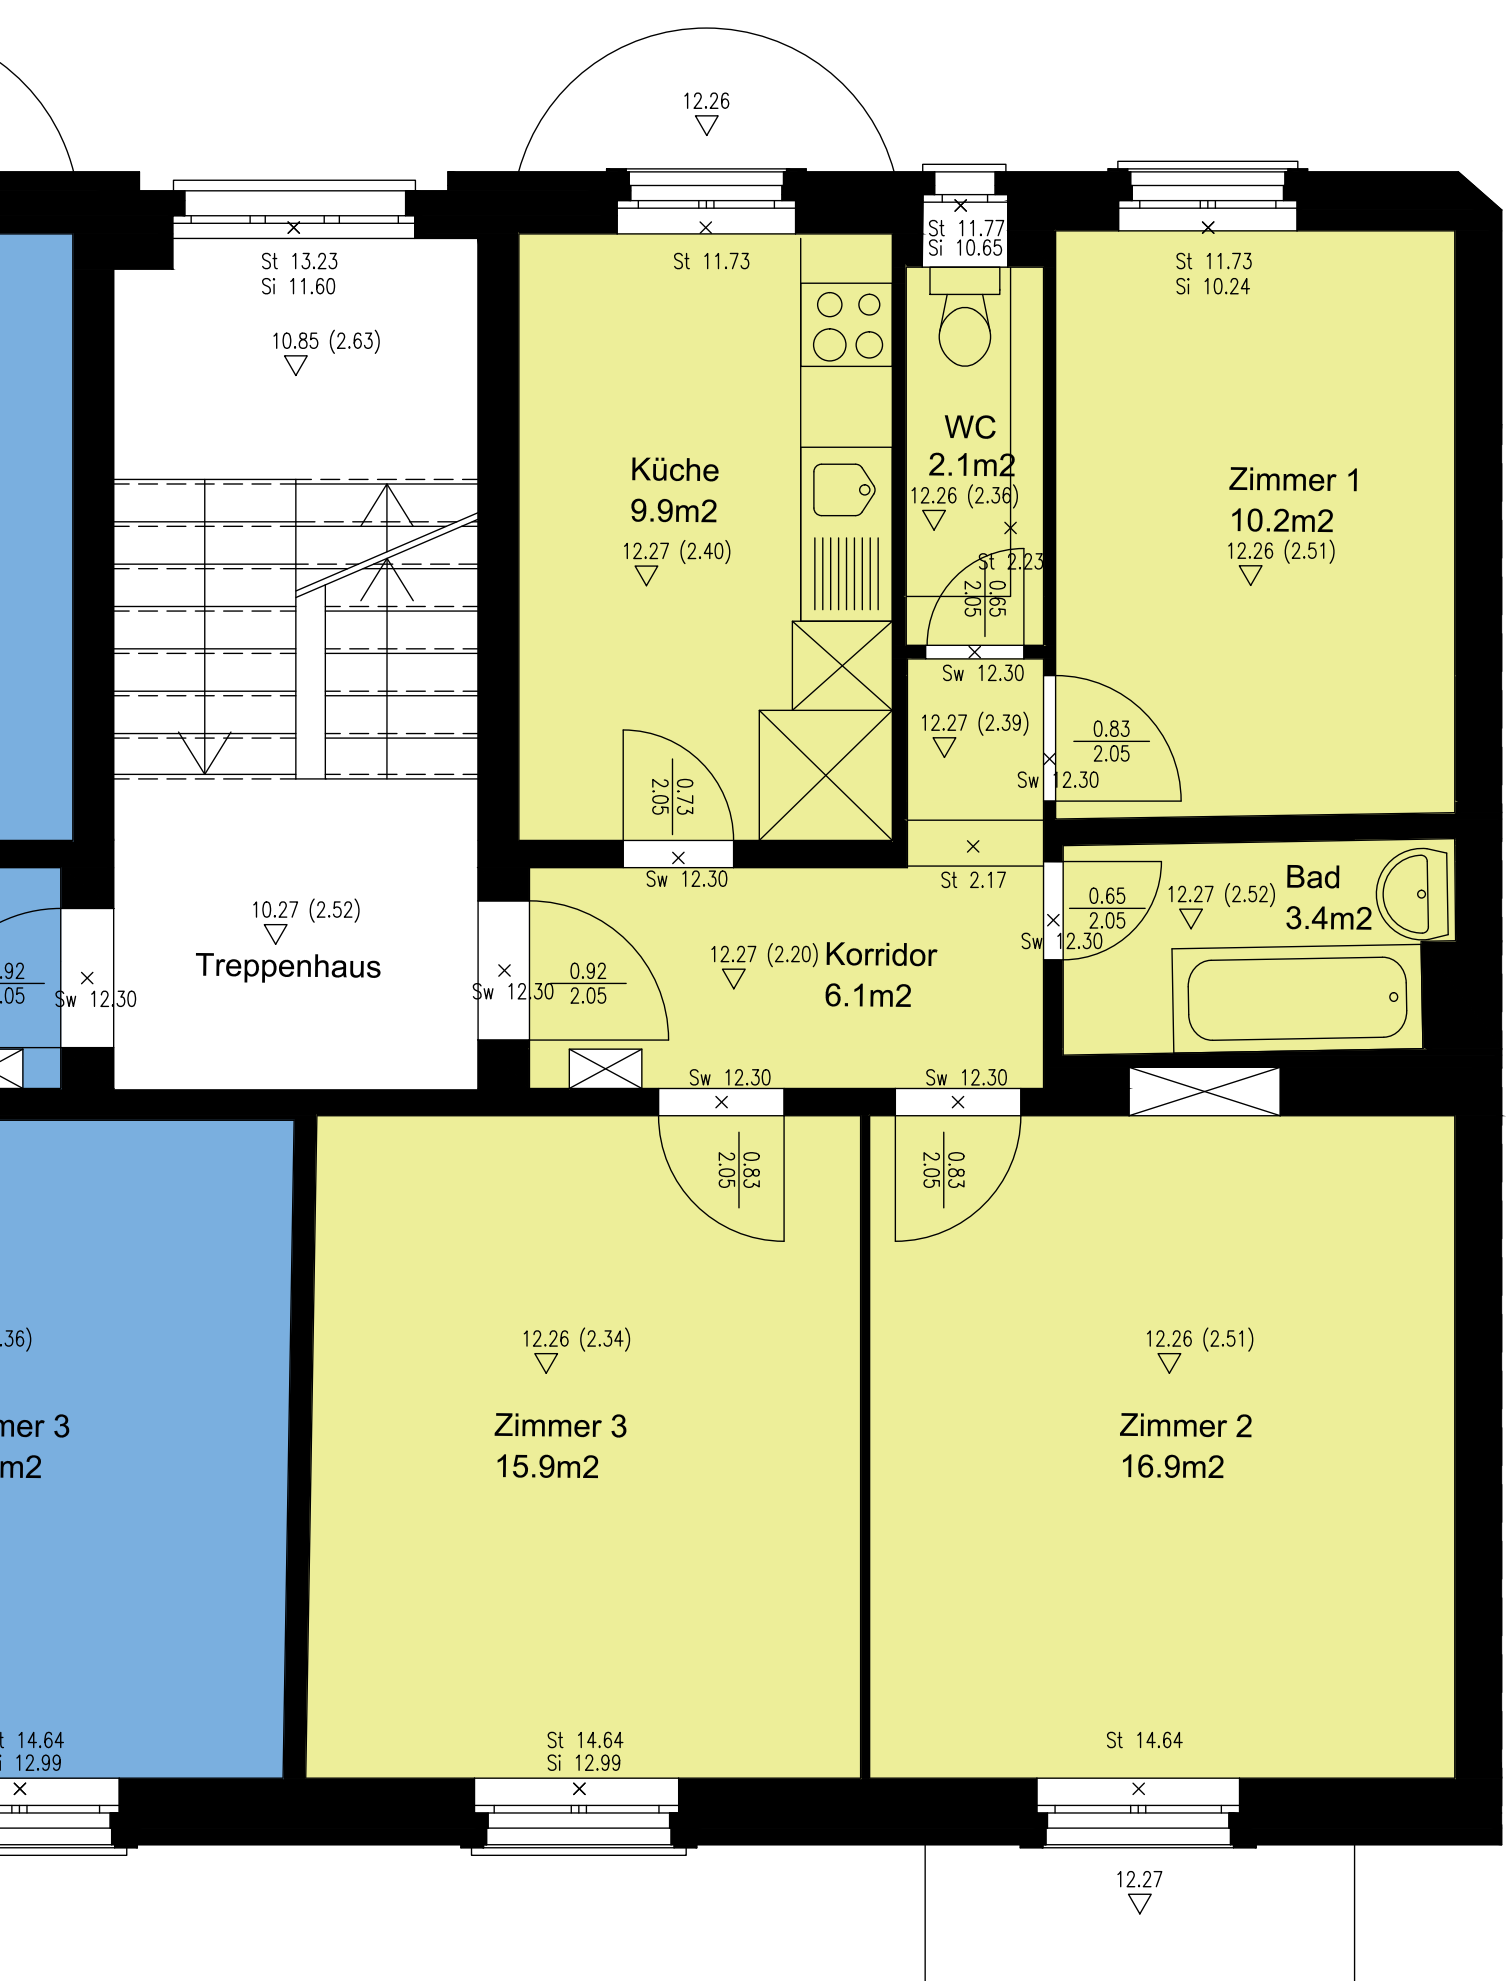 12.26
St 13.23
Si 11.60
10.85 (2.63)
St 11.73
St 11.77
Si 10.65
St 11.73
Si 10.24
Küche
9.9m2
12.27 (2.40)
WC
2.1m2
12.26 (2.36)
St 2.23
0.65
2.05
Sw 12.30
Zimmer 1
10.2m2
12.26 (2.51)
12.27 (2.39)
0.83
2.05
Sw 12.30
0.73
2.05
Sw 12.30
St 2.17
10.27 (2.52)
Treppenhaus
.92
.05
Sw 12.30
Sw 12.30
0.92
2.05
12.27 (2.20)
Korridor
6.1m2
0.65
2.05
Sw 12.30
12.27 (2.52)
Bad
3.4m2
Sw 12.30
Sw 12.30
0.83
2.05
0.83
2.05
.36)
mer 3
m2
12.26 (2.34)
Zimmer 3
15.9m2
12.26 (2.51)
Zimmer 2
16.9m2
t 14.64
i 12.99
St 14.64
Si 12.99
St 14.64
12.27